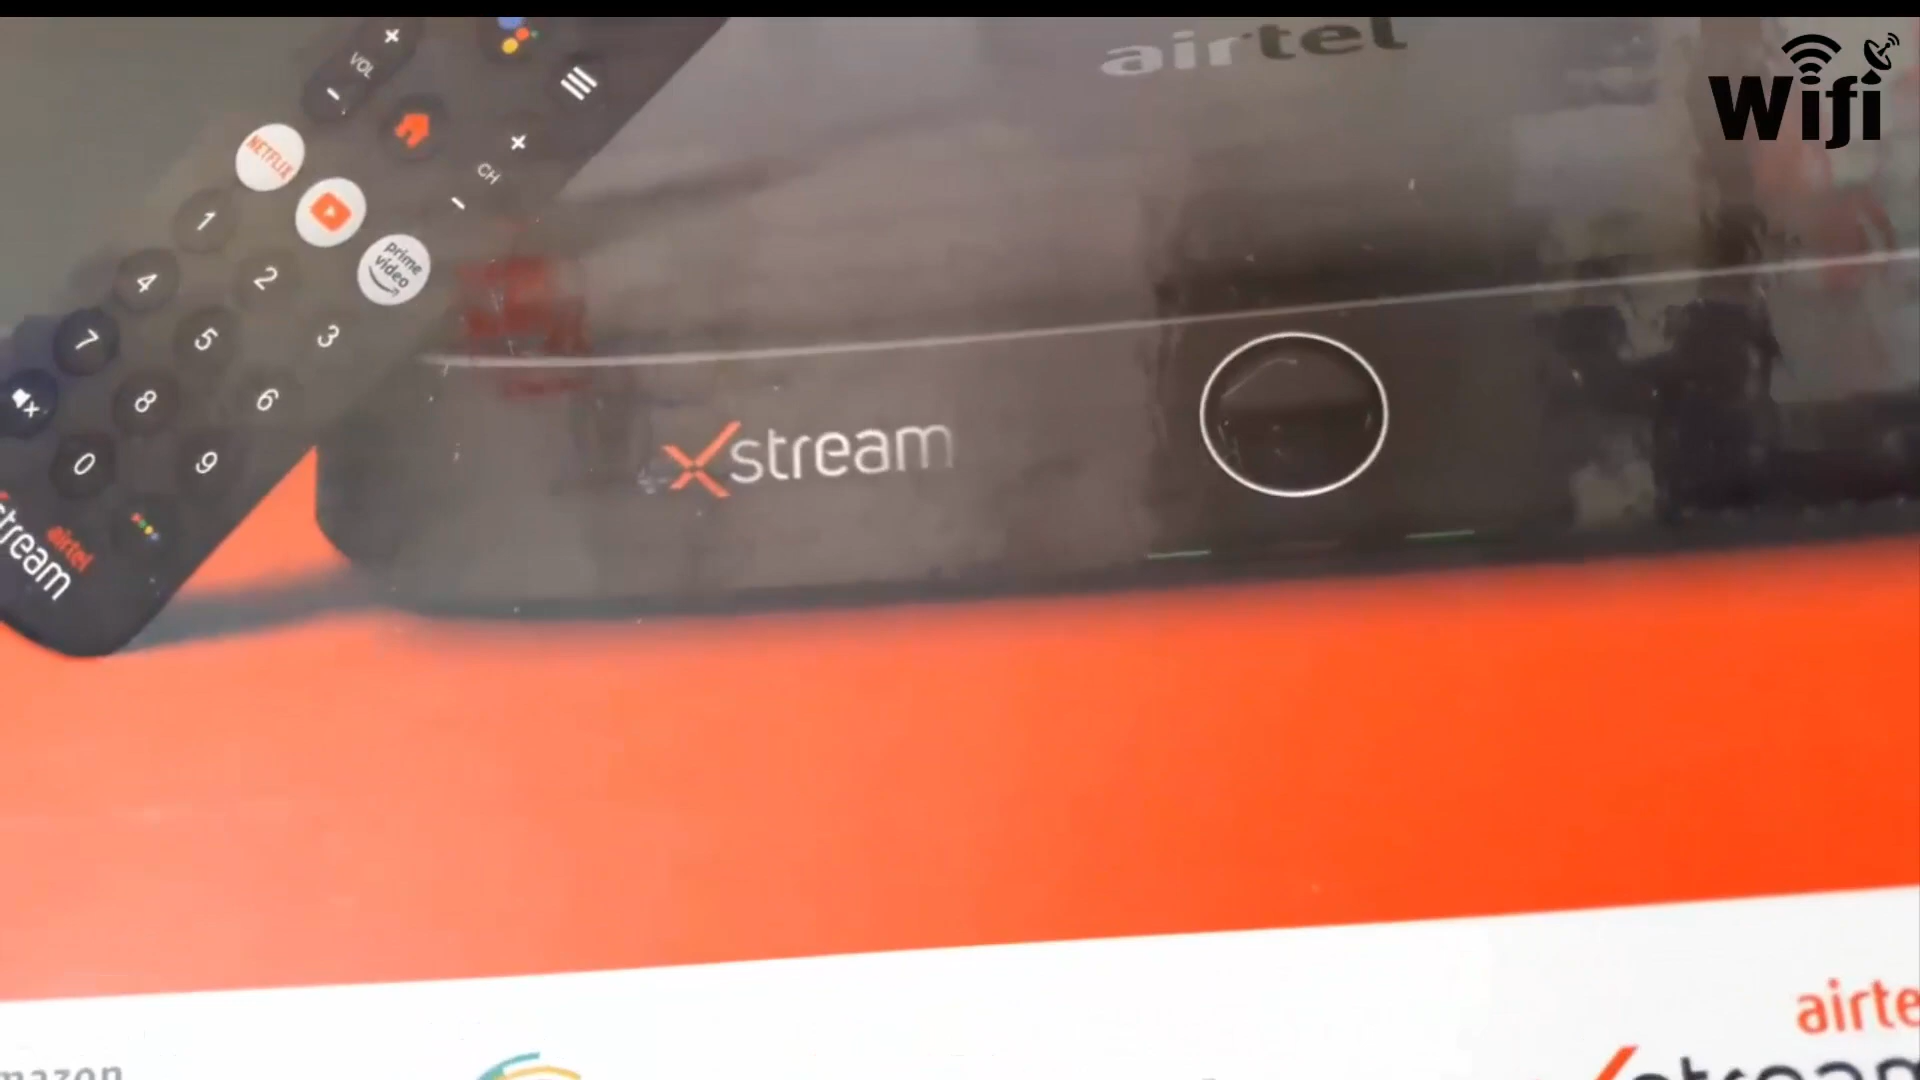 airtel
Wifi
+
VOL
-
NETFLIX
+
CH
-
prime
video
1
2
3
4
5
6
7
8
9
0
xstream
airtel
xstream
airte